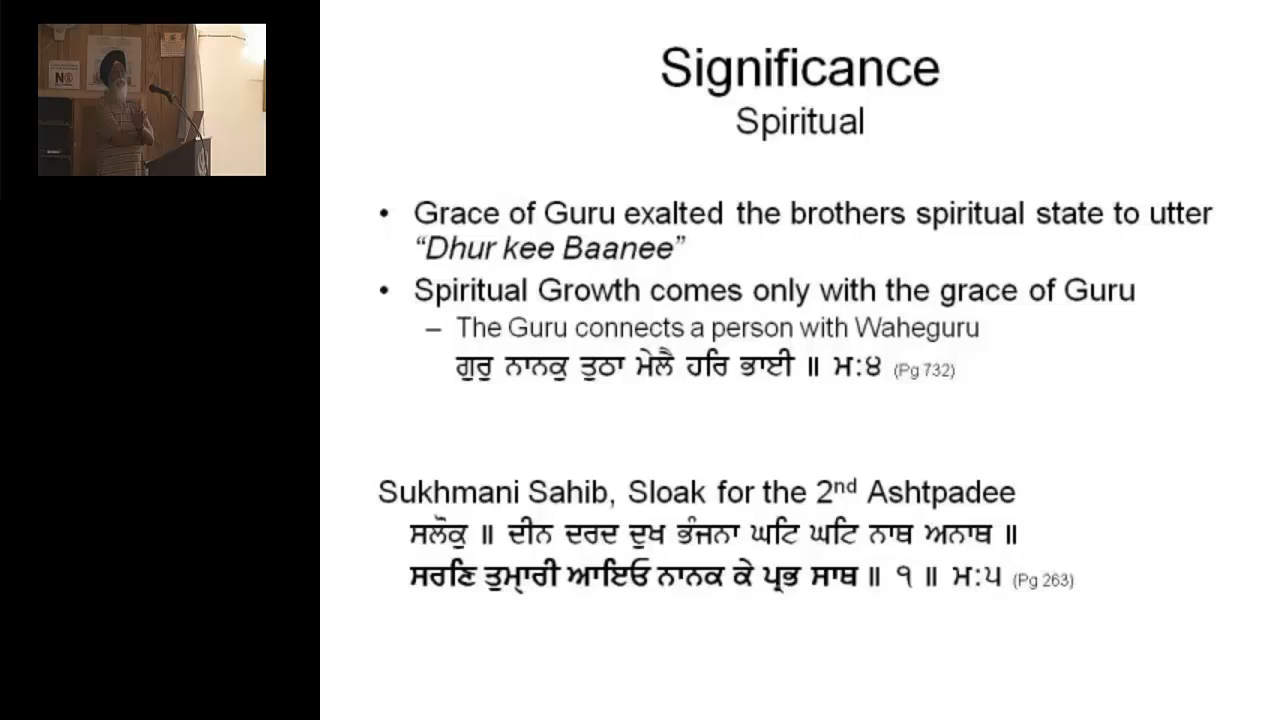 NO
Significance
Spiritual
• Grace of Guru exalted the brothers spiritual state to utter
“Dhur kee Baanee”
• Spiritual Growth comes only with the grace of Guru
– The Guru connects a person with Waheguru
ਗੁਰੁ ਨਾਨਕੁ ਤੁਠਾ ਮੇਲੈ ਹਰਿ ਭਾਈ ॥ ਮ:੪ (Pg 732)
Sukhmani Sahib, Sloak for the 2nd Ashtpadee
ਸਲੋਕੁ ॥ ਦੀਨ ਦਰਦ ਦੁਖ ਭੰਜਨਾ ਘਟਿ ਘਟਿ ਨਾਥ ਅਨਾਥ ॥
ਸਰਣਿ ਤੁਮ੍ਹਾਰੀ ਆਇਓ ਨਾਨਕ ਕੇ ਪ੍ਰਭ ਸਾਥ ॥ ੧ ॥ ਮ:੫ (Pg 263)